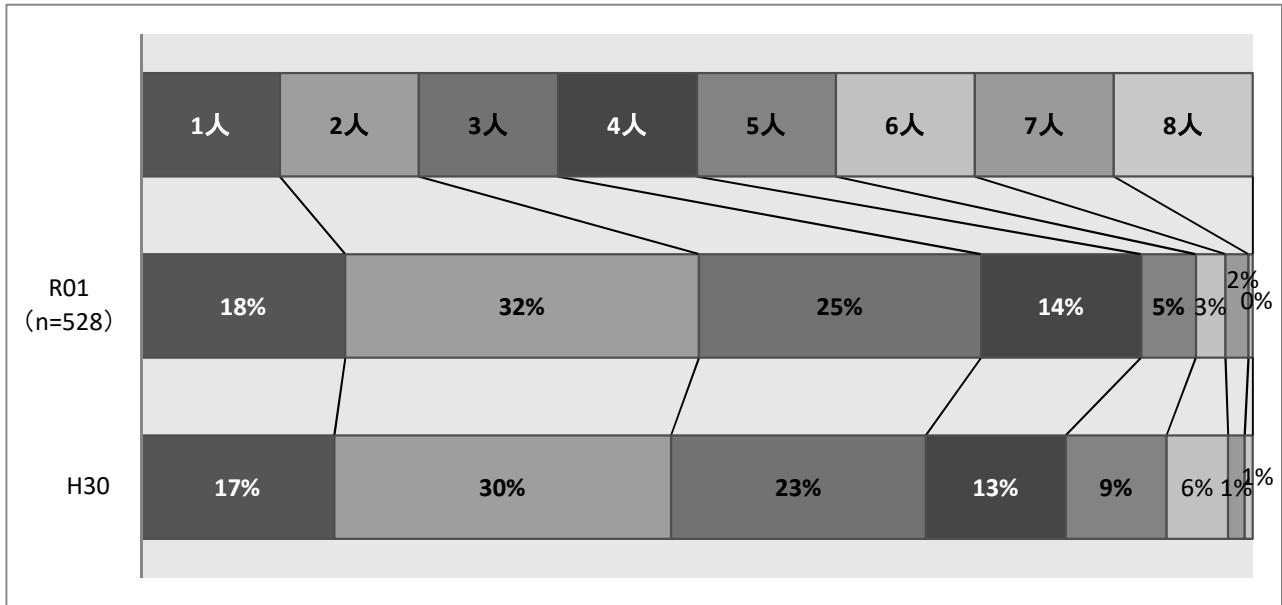 1人 2人 3人 4人 5人 6人 7人 8人
R01
（n=528）
18% 32% 25% 14% 5% 3% 2% 0%
H30
17% 30% 23% 13% 9% 6% 1% 1%